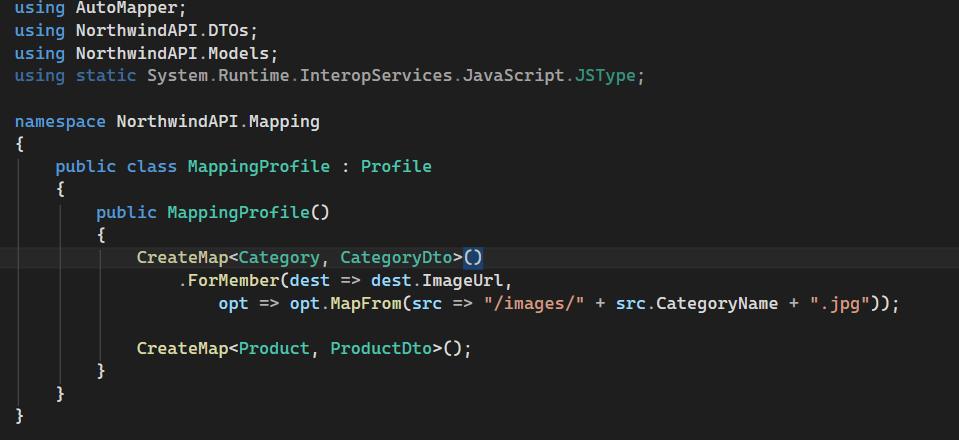 using AutoMapper;
using NorthwindAPI.DTOs;
using NorthwindAPI.Models;
using static System.Runtime.InteropServices.JavaScript.JSType;

namespace NorthwindAPI.Mapping
{
    public class MappingProfile : Profile
    {
        public MappingProfile()
        {
            CreateMap<Category, CategoryDto>()
                .ForMember(dest => dest.ImageUrl,
                    opt => opt.MapFrom(src => "/images/" + src.CategoryName + ".jpg"));

            CreateMap<Product, ProductDto>();
        }
    }
}